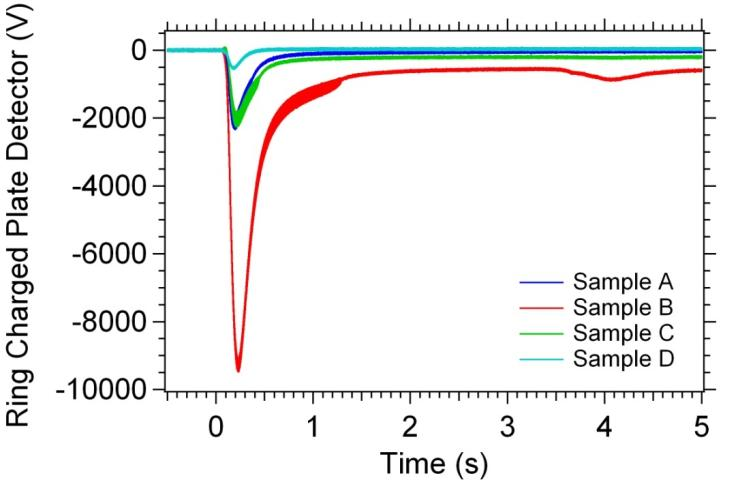 Ring Charged Plate Detector (V)
0
-2000
-4000
-6000
-8000
-10000
Sample A
Sample B
Sample C
Sample D
0 1 2 3 4 5
Time (s)